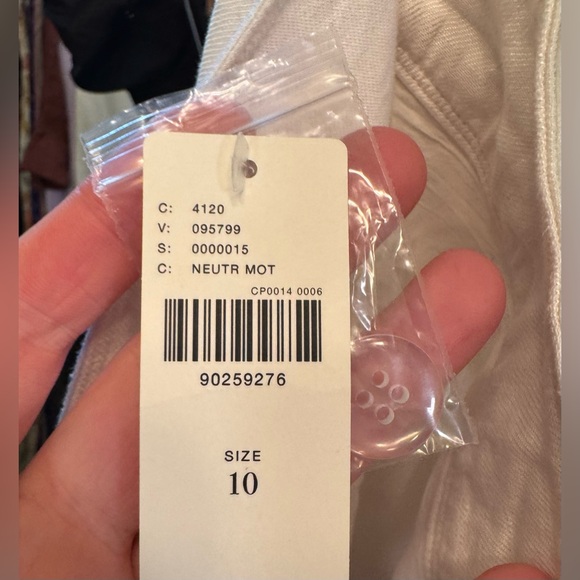 C: 4120
V: 095799
S: 0000015
C: NEUTR MOT
CP0014 0006
90259276
SIZE
10